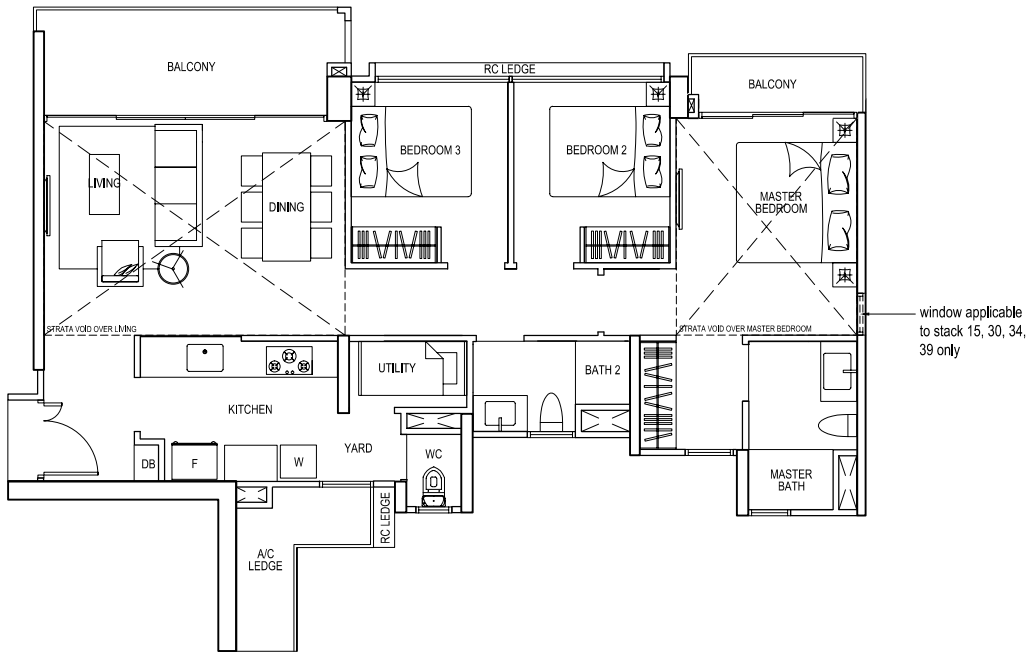 BALCONY
RC LEDGE
BALCONY
BEDROOM 3
BEDROOM 2
LIVING
DINING
MASTER
BEDROOM
STRATA VOID OVER LIVING
STRATA VOID OVER MASTER BEDROOM
window applicable
to stack 15, 30, 34,
39 only
UTILITY
BATH 2
KITCHEN
YARD
WC
DB
F
W
MASTER
BATH
RC LEDGE
A/C
LEDGE